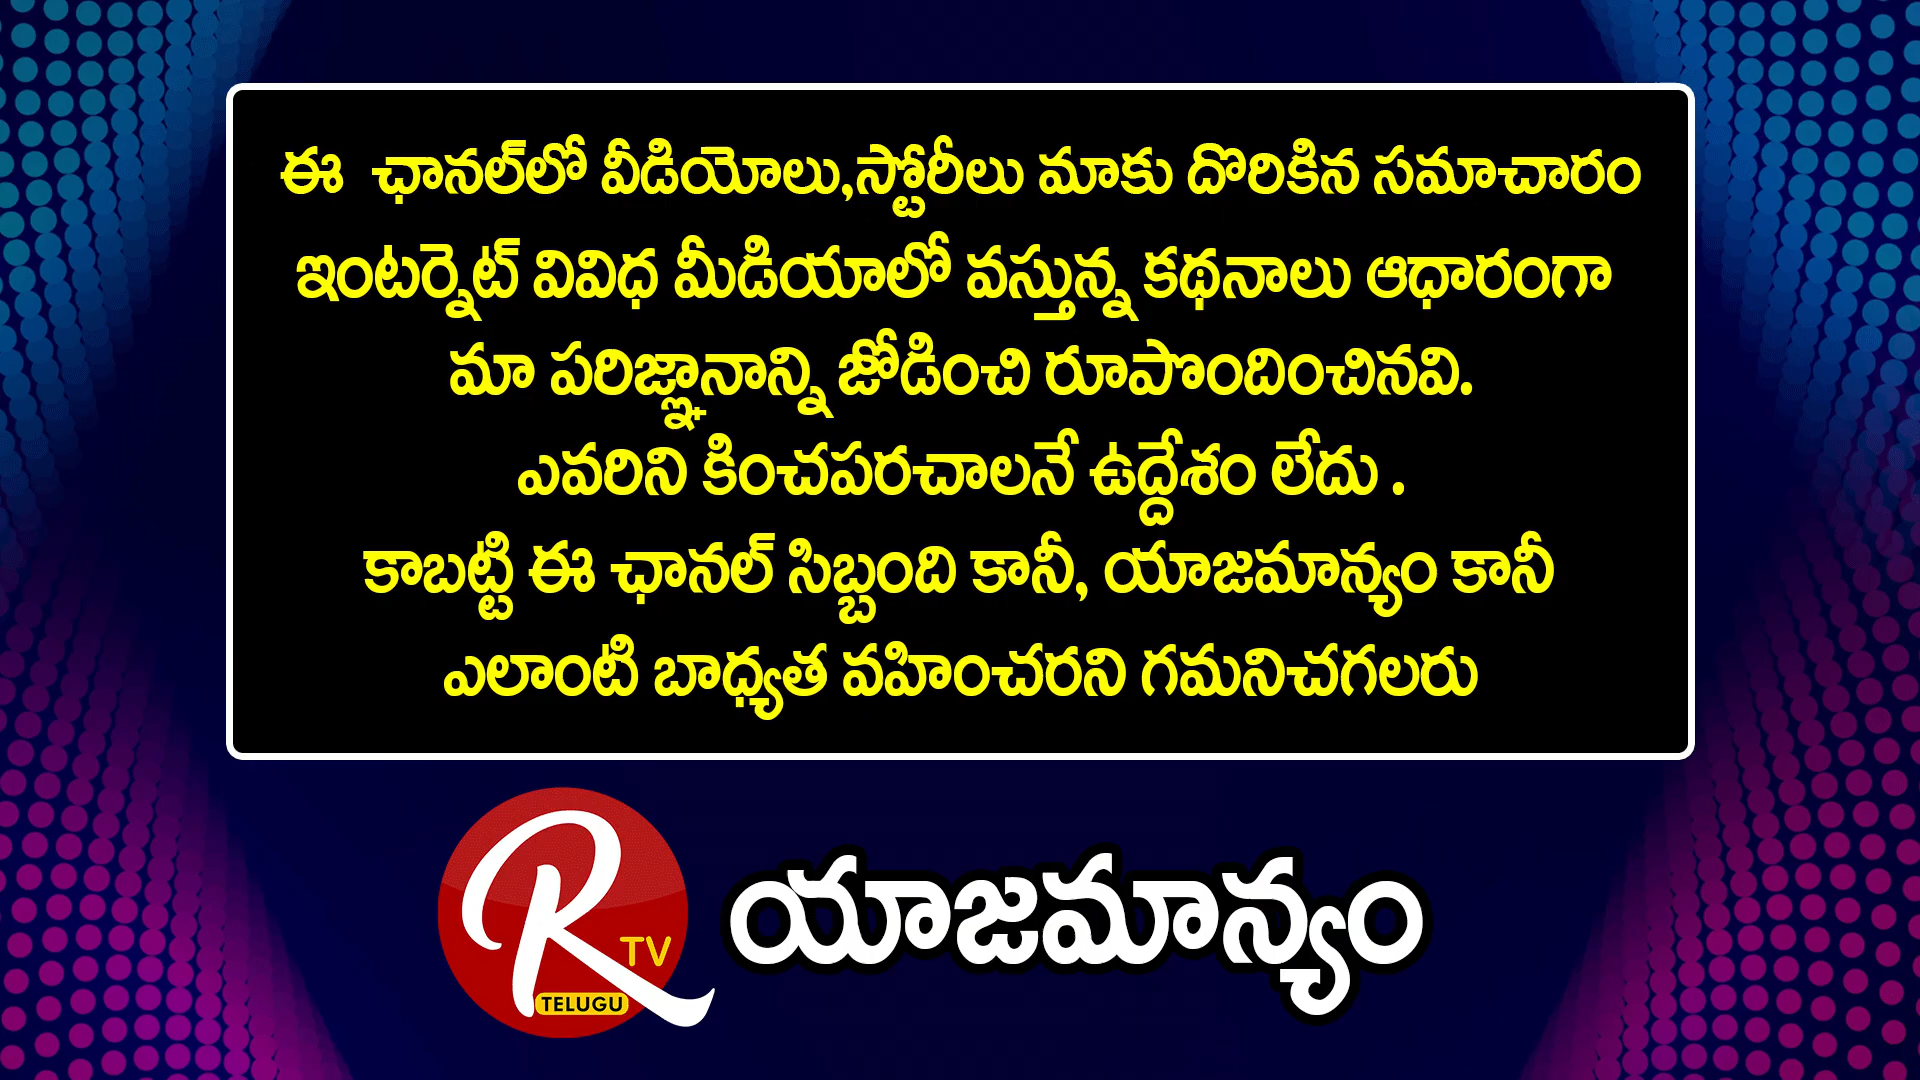 ఈ ఛానల్‌లో వీడియోలు,స్టోరీలు మాకు దొరికిన సమాచారం
ఇంటర్నెట్ వివిధ మీడియాలో వస్తున్న కథనాలు ఆధారంగా
మా పరిజ్ఞానాన్ని జోడించి రూపొందించినవి.
ఎవరిని కించపరచాలనే ఉద్దేశం లేదు .
కాబట్టి ఈ ఛానల్ సిబ్బంది కానీ, యాజమాన్యం కానీ
ఎలాంటి బాధ్యత వహించరని గమనిచగలరు
R TV
TELUGU
యాజమాన్యం